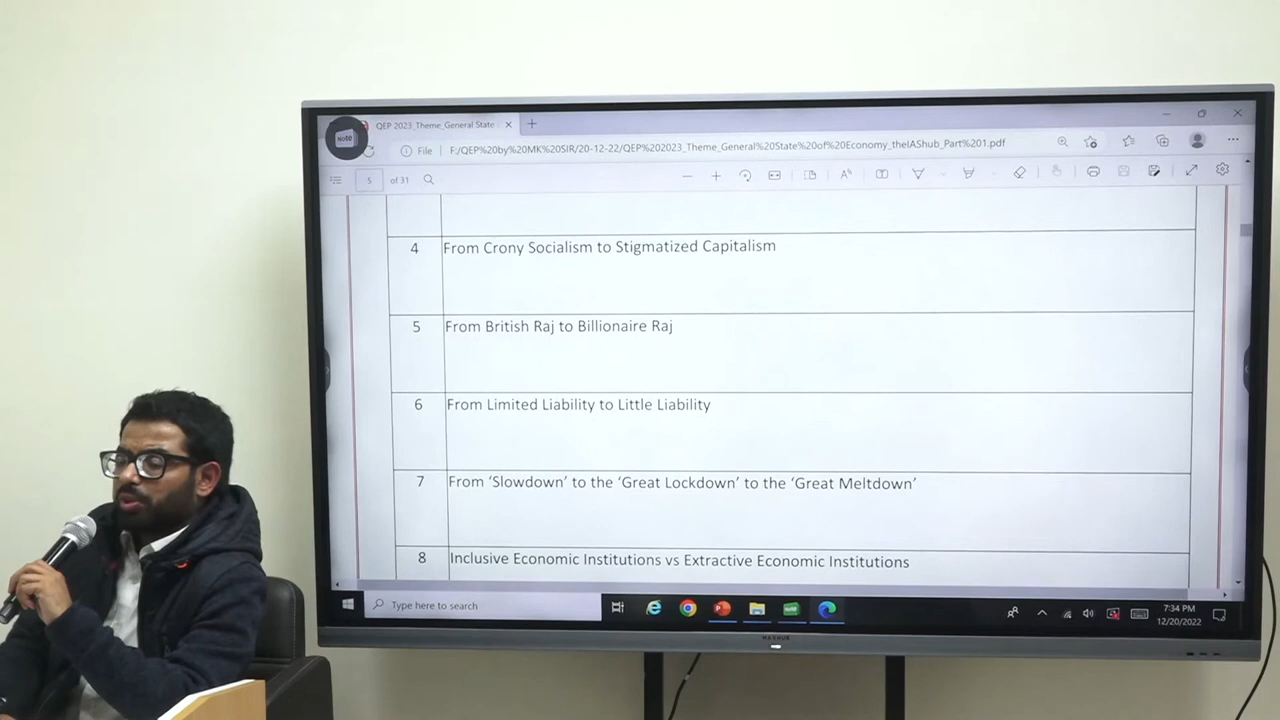 Note
QEP 2023_Theme_General State
File
F:/QEP%20by%20MK%20SIR/20-12-22/QEP%202023_Theme_General%20State%20of%20Economy_theIAShub_Part%201.pdf
5 of 31
4 From Crony Socialism to Stigmatized Capitalism
5 From British Raj to Billionaire Raj
6 From Limited Liability to Little Liability
7 From ‘Slowdown’ to the ‘Great Lockdown’ to the ‘Great Meltdown’
8 Inclusive Economic Institutions vs Extractive Economic Institutions
Type here to search
7:34 PM
12/20/2022
MAXHUB